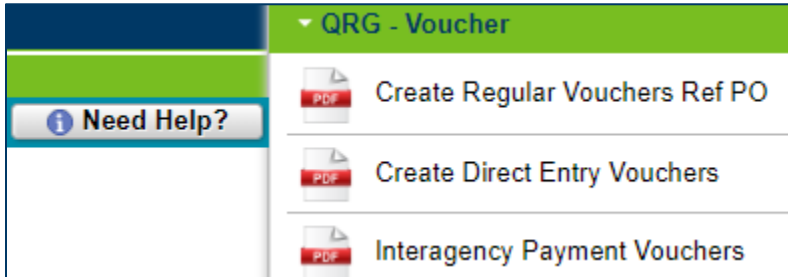 QRG - Voucher
PDF
Create Regular Vouchers Ref PO
Need Help?
PDF
Create Direct Entry Vouchers
PDF
Interagency Payment Vouchers